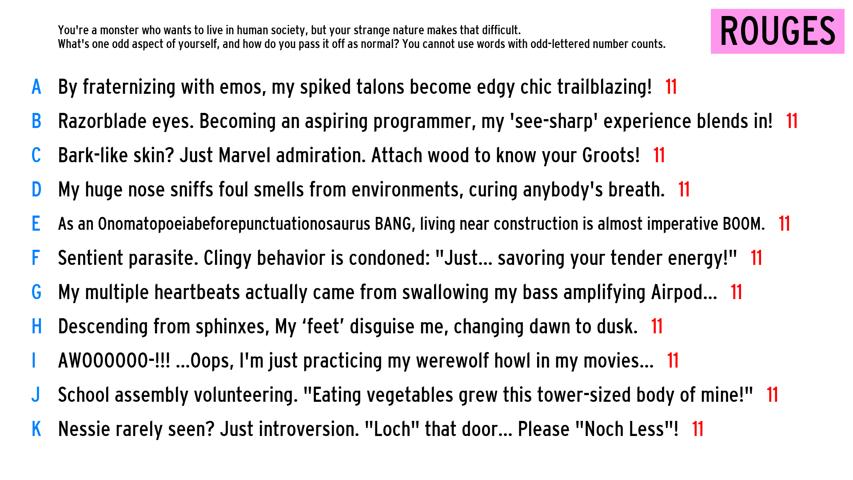 You're a monster who wants to live in human society, but your strange nature makes that difficult.
What's one odd aspect of yourself, and how do you pass it off as normal? You cannot use words with odd-lettered number counts.
ROUGES
A By fraternizing with emos, my spiked talons become edgy chic trailblazing! 11
B Razorblade eyes. Becoming an aspiring programmer, my 'see-sharp' experience blends in! 11
C Bark-like skin? Just Marvel admiration. Attach wood to know your Groots! 11
D My huge nose sniffs foul smells from environments, curing anybody's breath. 11
E As an Onomatopoeiabeforepunctuationosaurus BANG, living near construction is almost imperative BOOM. 11
F Sentient parasite. Clingy behavior is condoned: "Just... savoring your tender energy!" 11
G My multiple heartbeats actually came from swallowing my bass amplifying Airpod... 11
H Descending from sphinxes, My ‘feet’ disguise me, changing dawn to dusk. 11
I AWOOOOOO-!!! ...Oops, I'm just practicing my werewolf howl in my movies... 11
J School assembly volunteering. "Eating vegetables grew this tower-sized body of mine!" 11
K Nessie rarely seen? Just introversion. "Loch" that door... Please "Noch Less"! 11